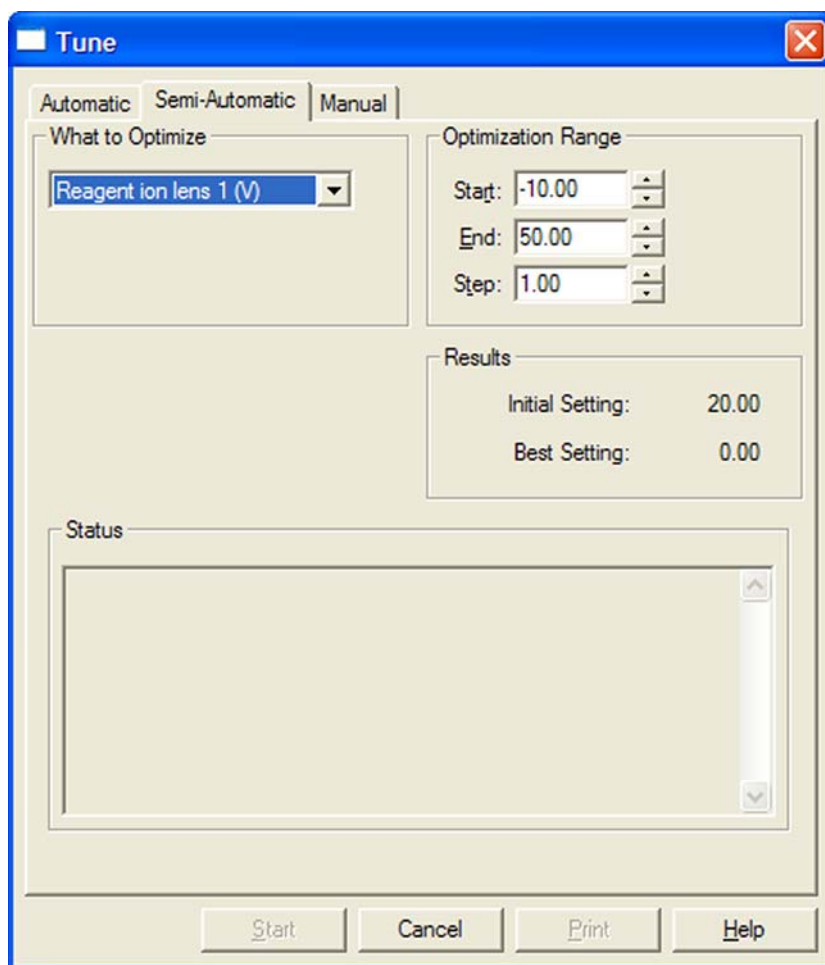 Tune
Automatic Semi-Automatic Manual
What to Optimize
Reagent ion lens 1 (V)
Optimization Range
Start: -10.00
End: 50.00
Step: 1.00
Results
Initial Setting: 20.00
Best Setting: 0.00
Status
Start Cancel Print Help